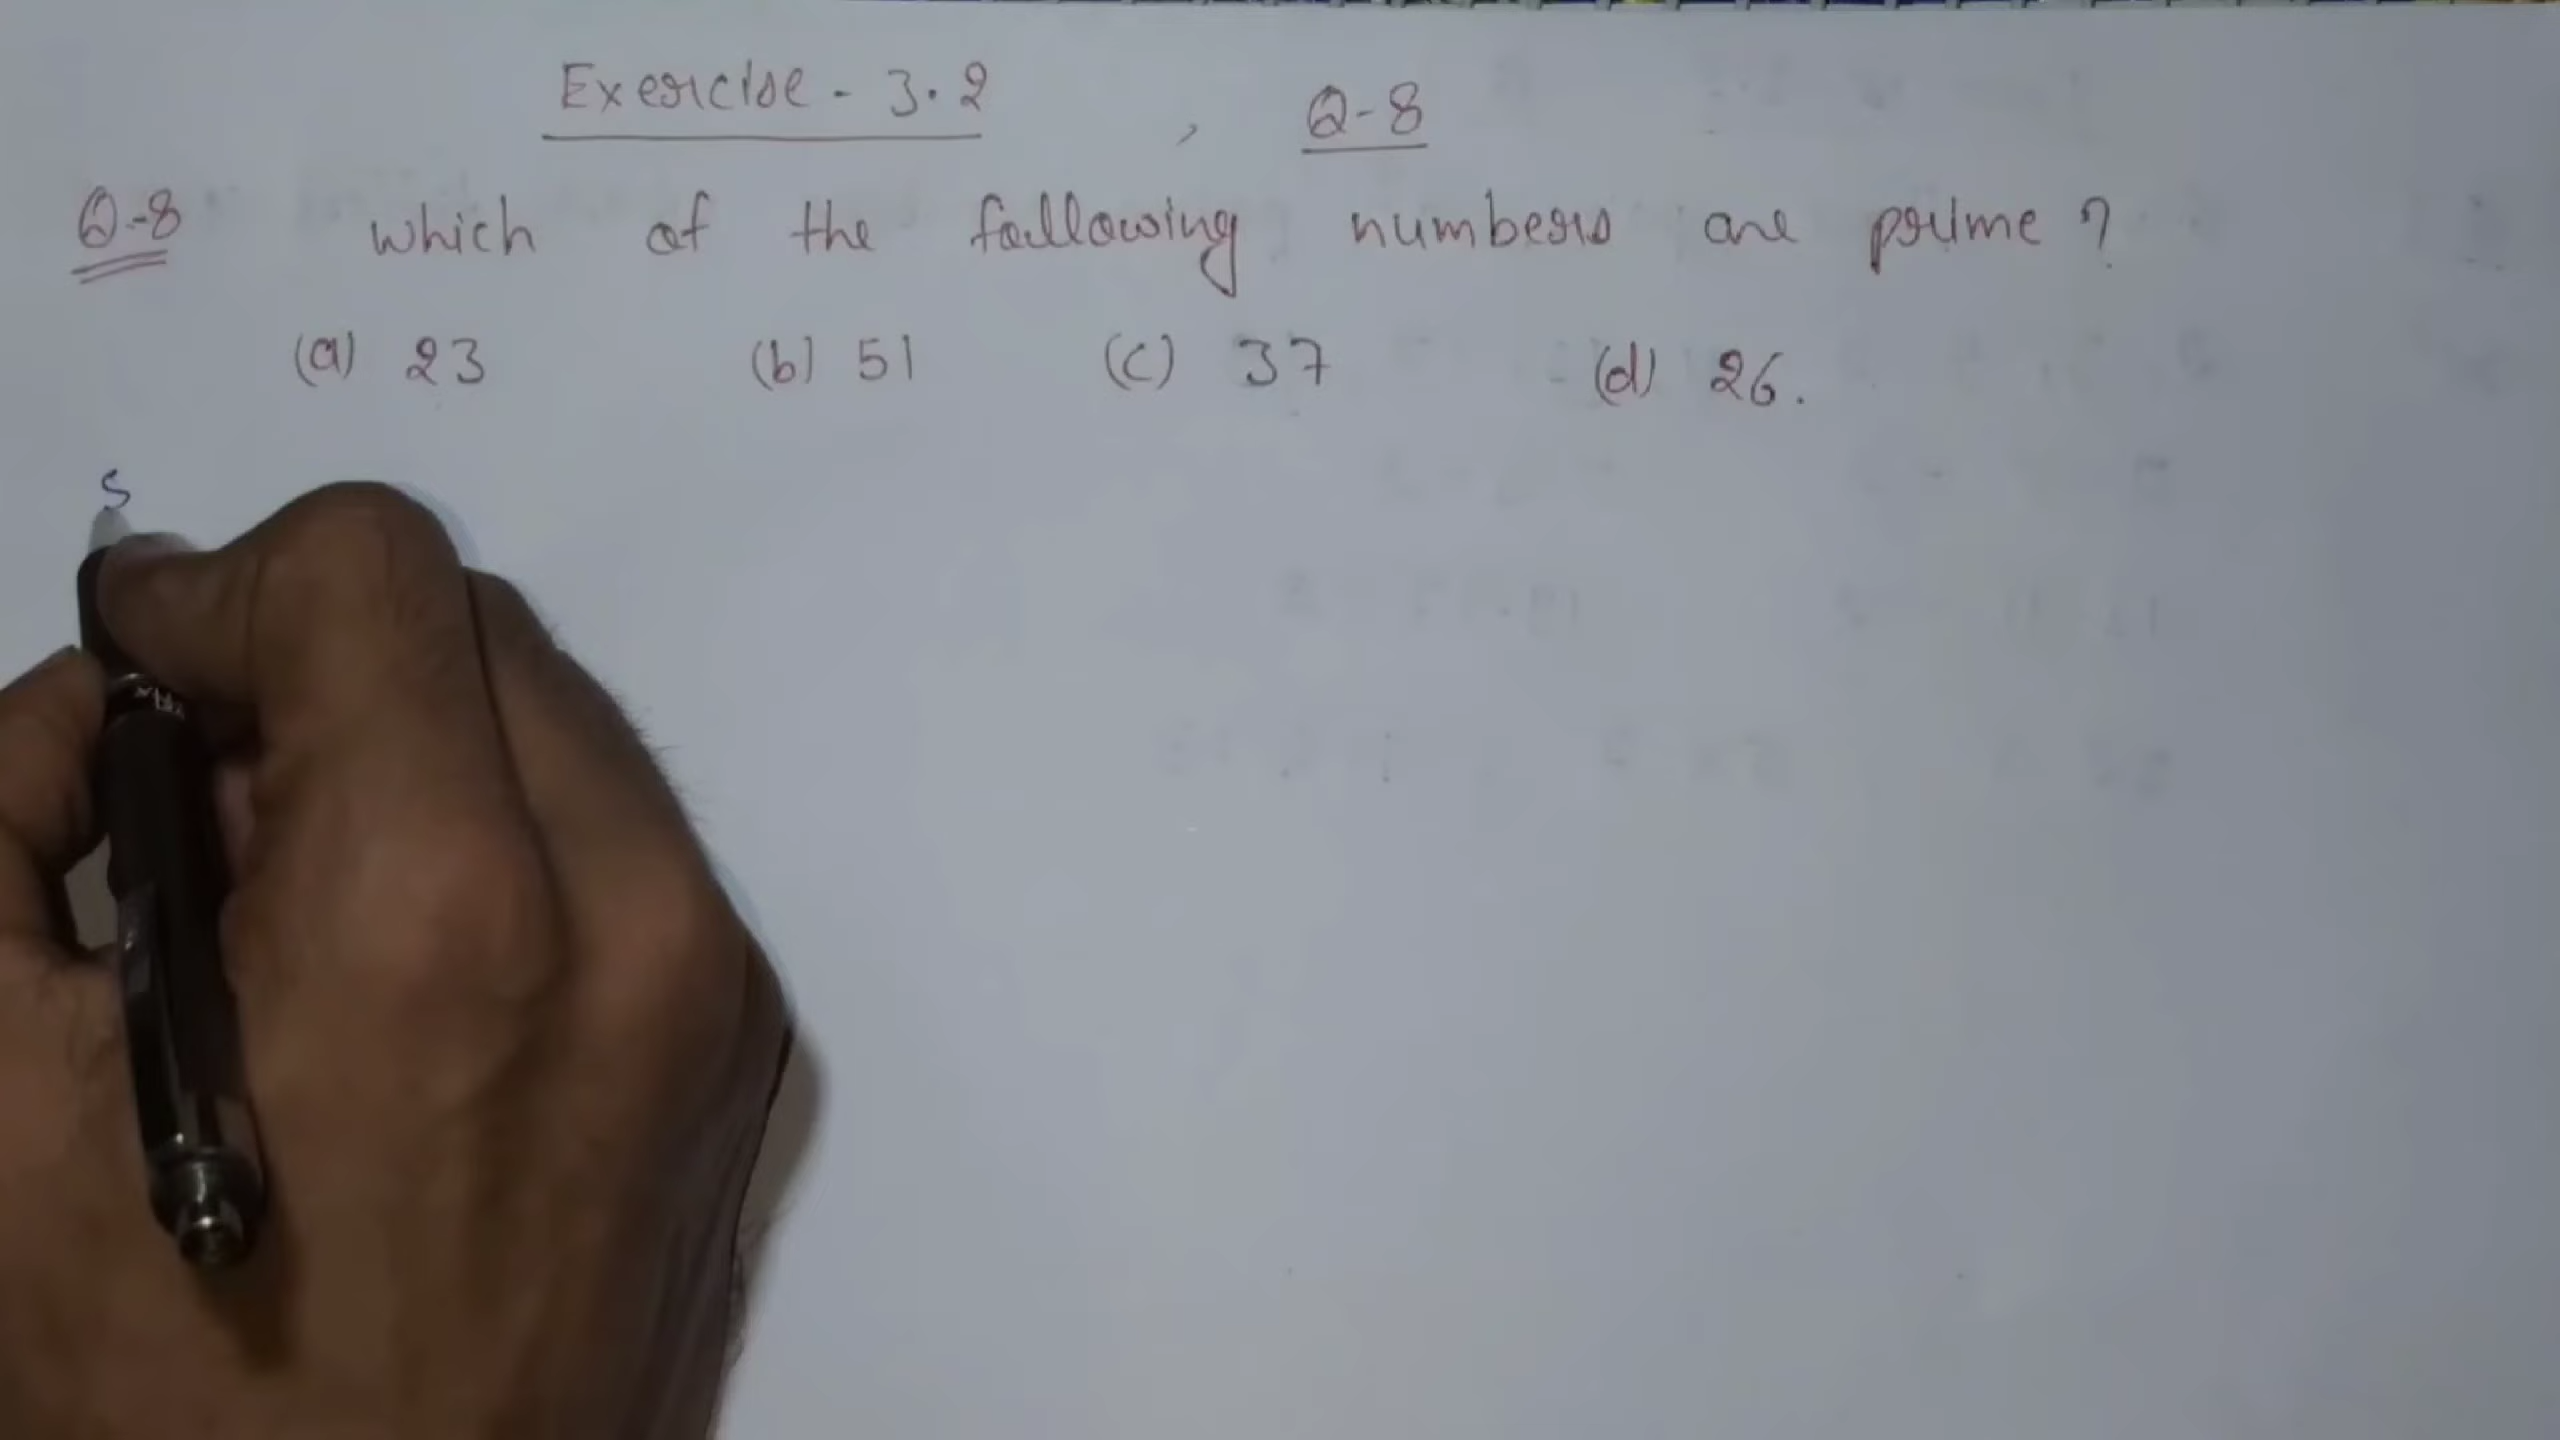 Exercise - 3.2 , Q-8
Q-8 which of the following numbers are prime ?
(a) 23 (b) 51 (c) 37 (d) 26.
S